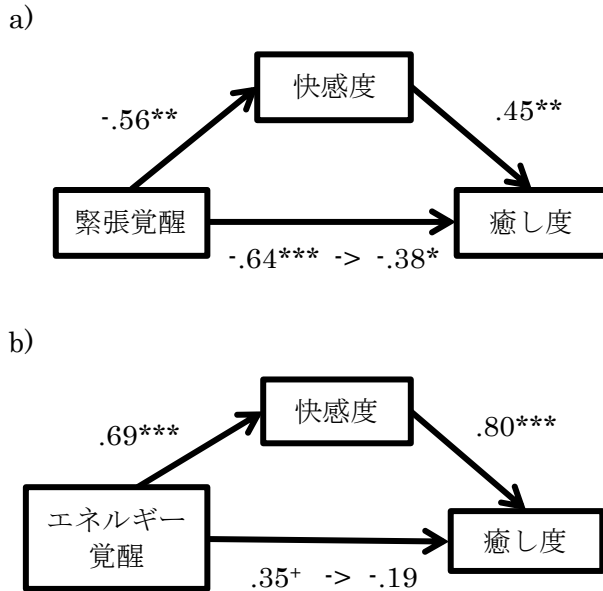 a)
快感度
-.56**
.45**
緊張覚醒
癒し度
-.64*** -> -.38*
b)
快感度
.69***
.80***
エネルギー
覚醒
癒し度
.35+ -> -.19